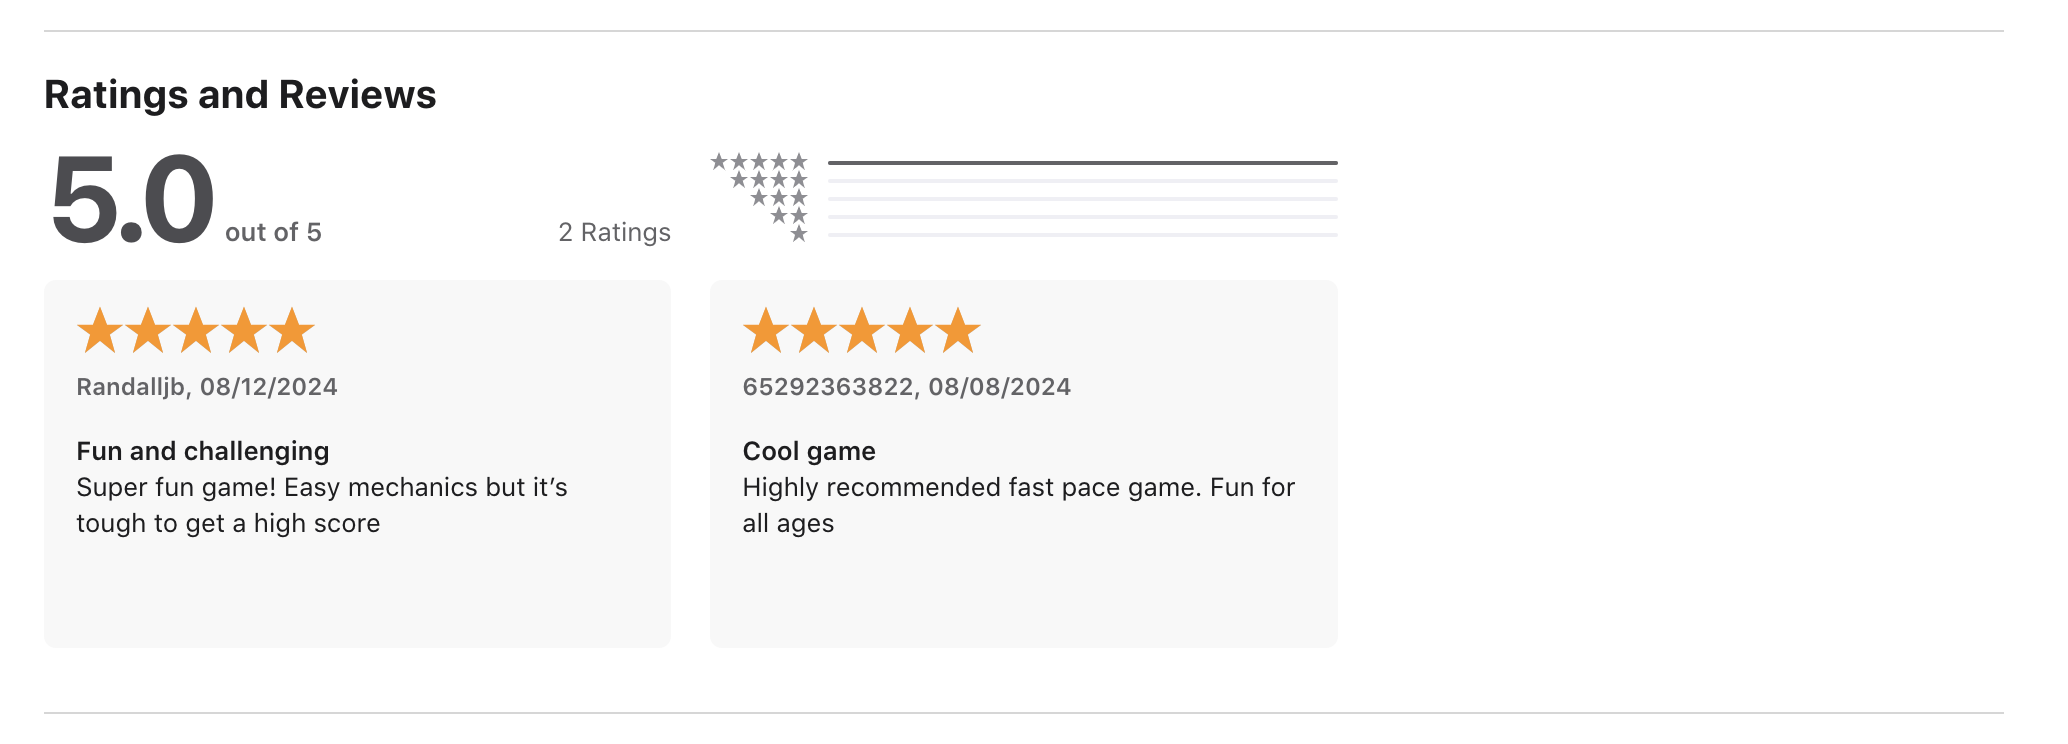 Ratings and Reviews
5.0 out of 5
2 Ratings
Randalljb, 08/12/2024
Fun and challenging
Super fun game! Easy mechanics but it’s
tough to get a high score
65292363822, 08/08/2024
Cool game
Highly recommended fast pace game. Fun for
all ages